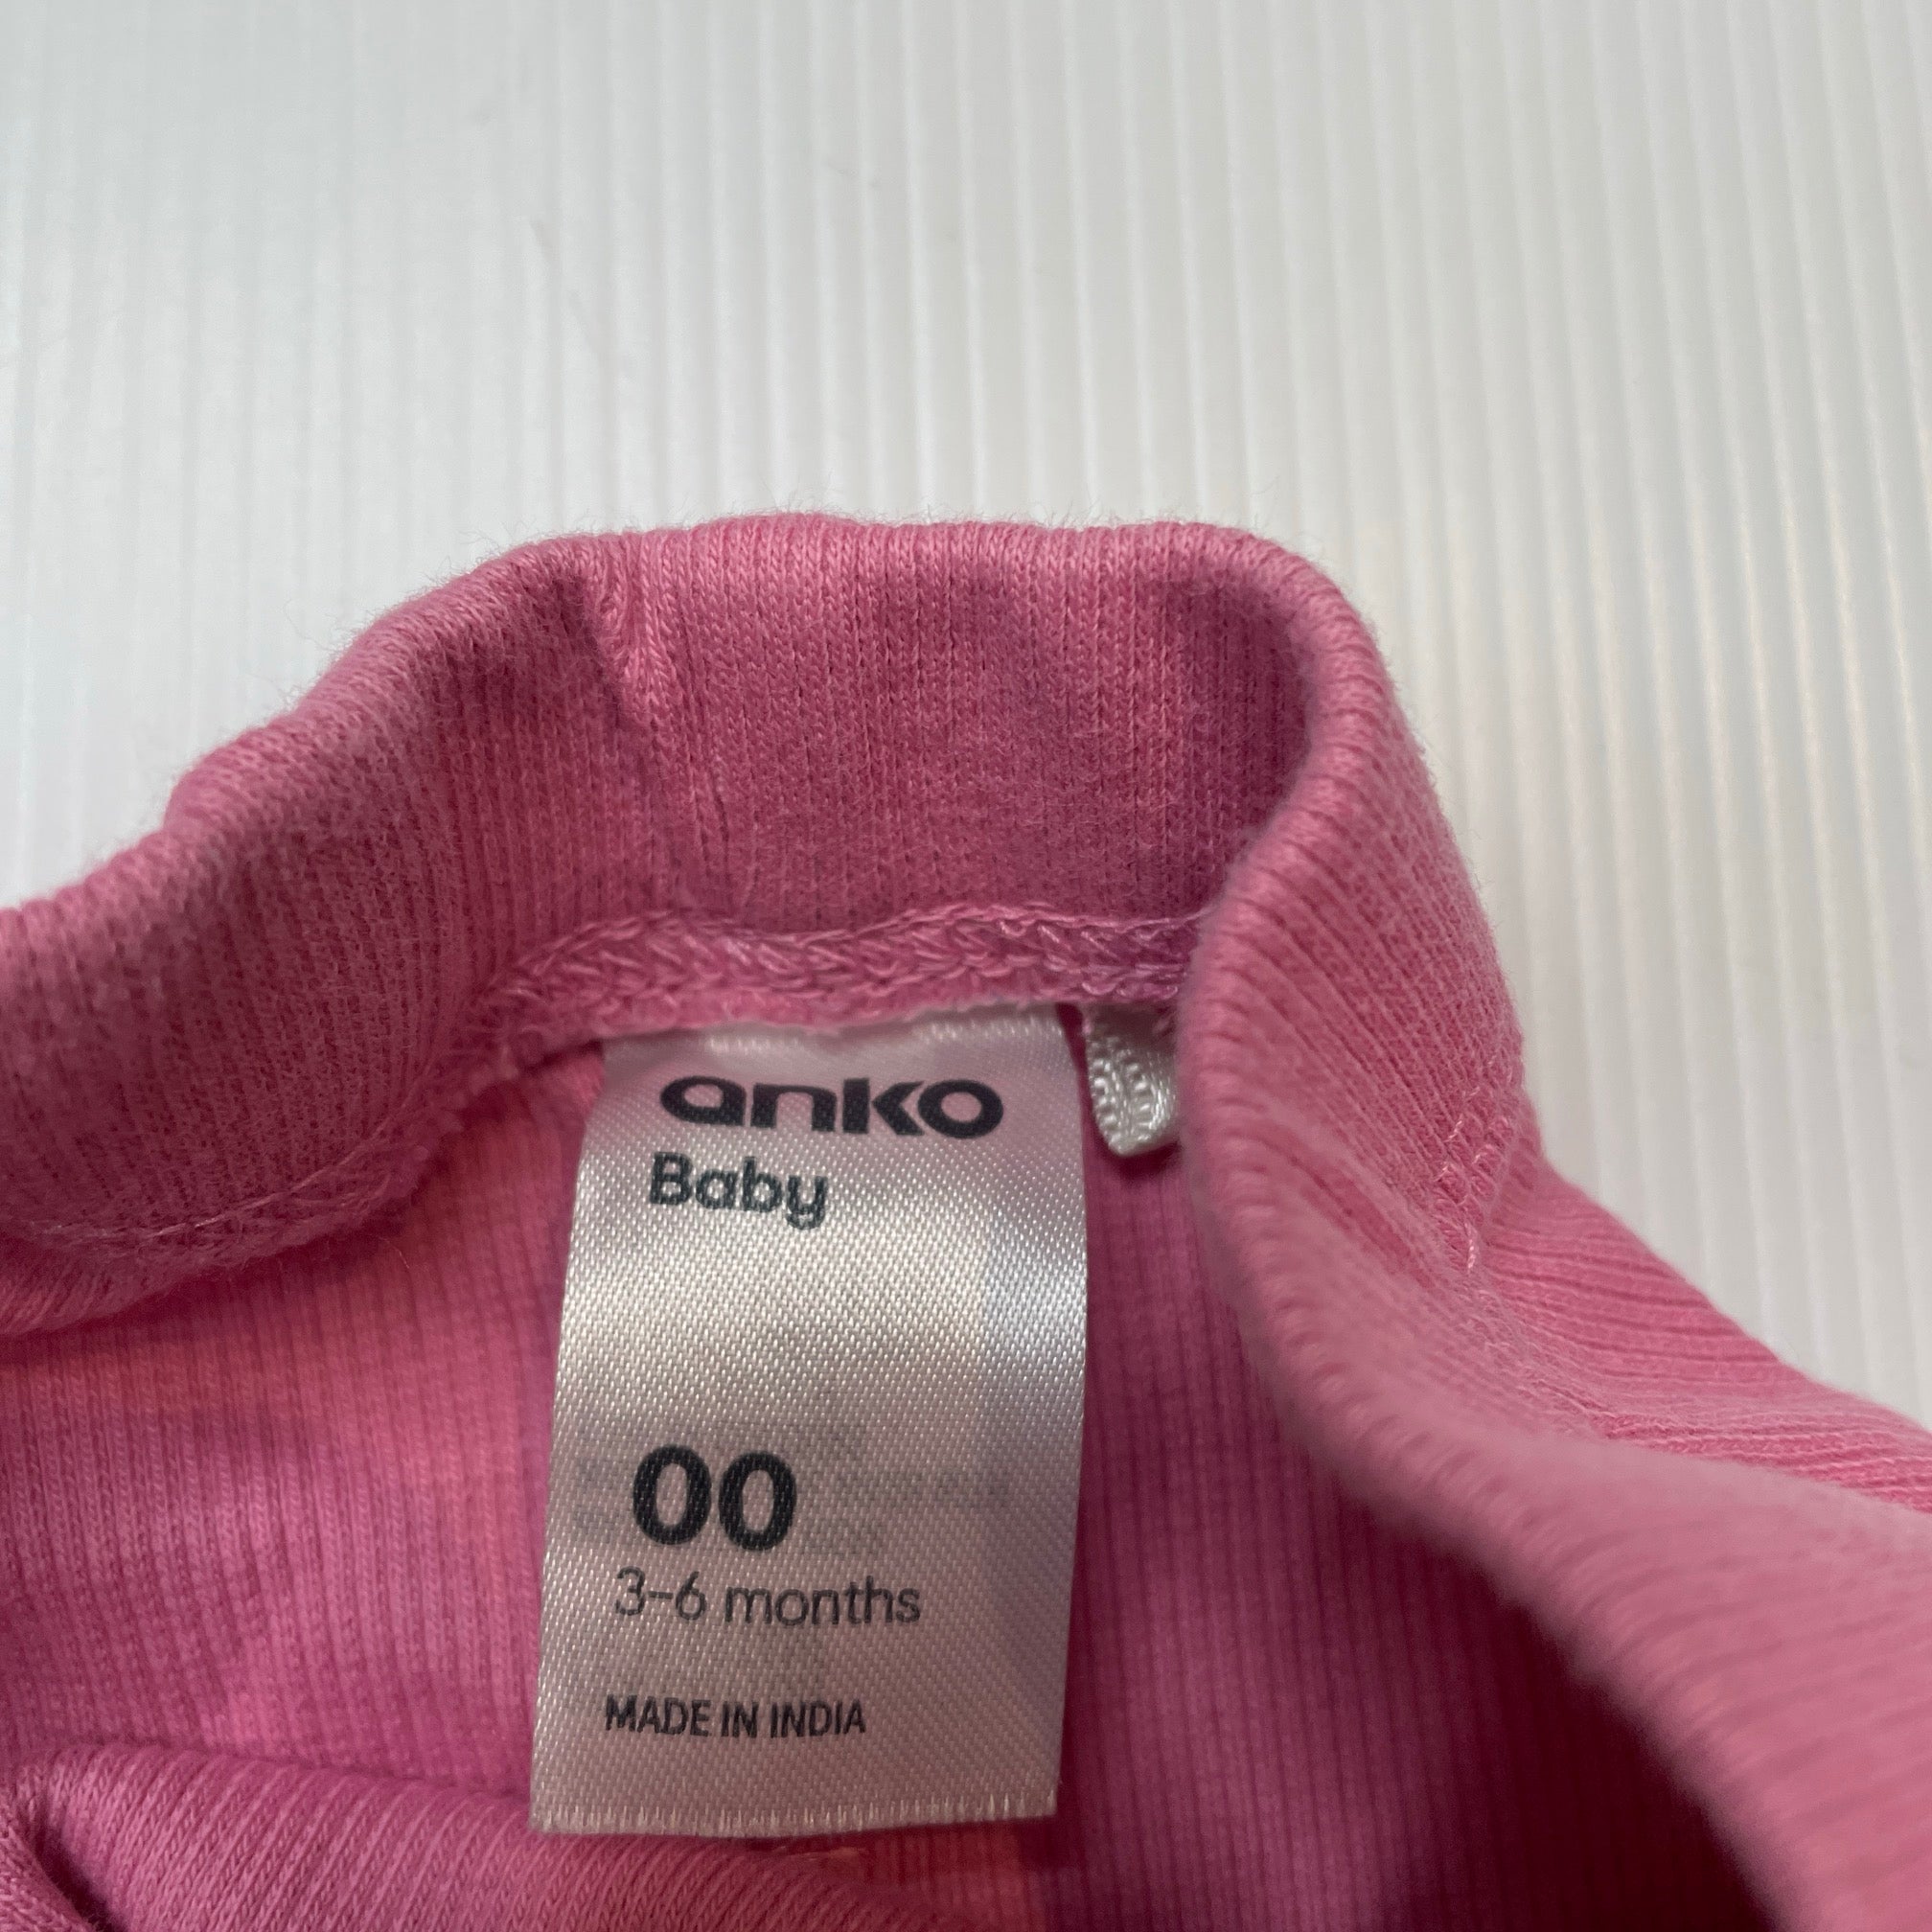 anko
Baby
00
3-6 months
MADE IN INDIA